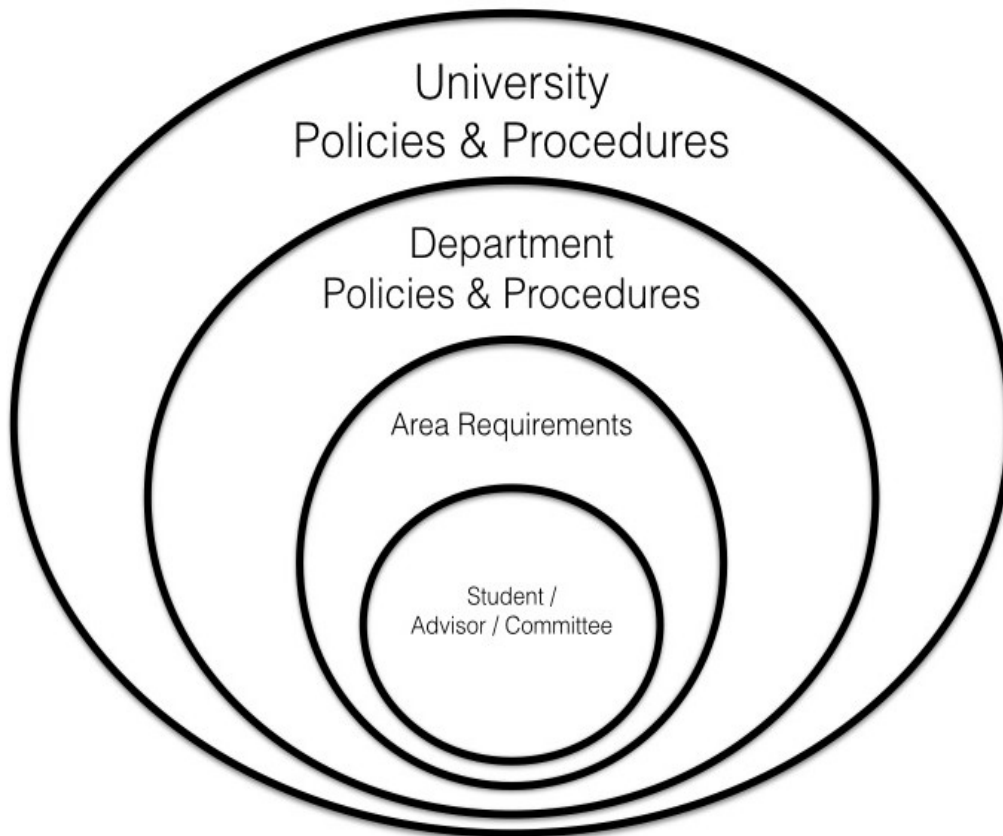 University
Policies & Procedures
Department
Policies & Procedures
Area Requirements
Student /
Advisor / Committee